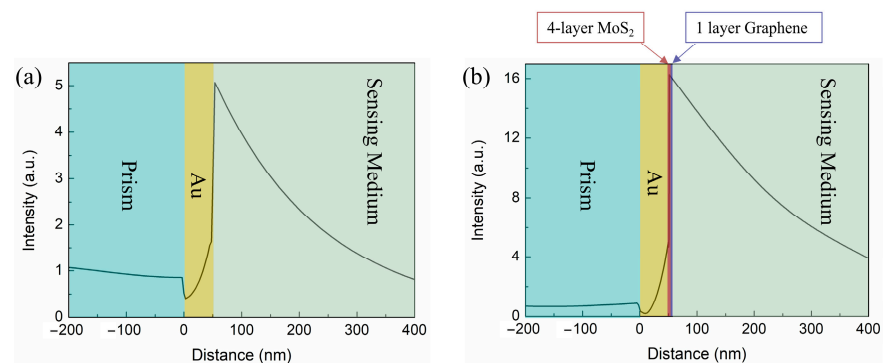 4-layer MoS₂
1 layer Graphene
(a)
Intensity (a.u.)
5
4
3
2
1
0
Prism
Au
Sensing Medium
−200
−100
0
100
200
300
400
Distance (nm)
(b)
Intensity (a.u.)
16
12
8
4
0
Prism
Au
Sensing Medium
−200
−100
0
100
200
300
400
Distance (nm)